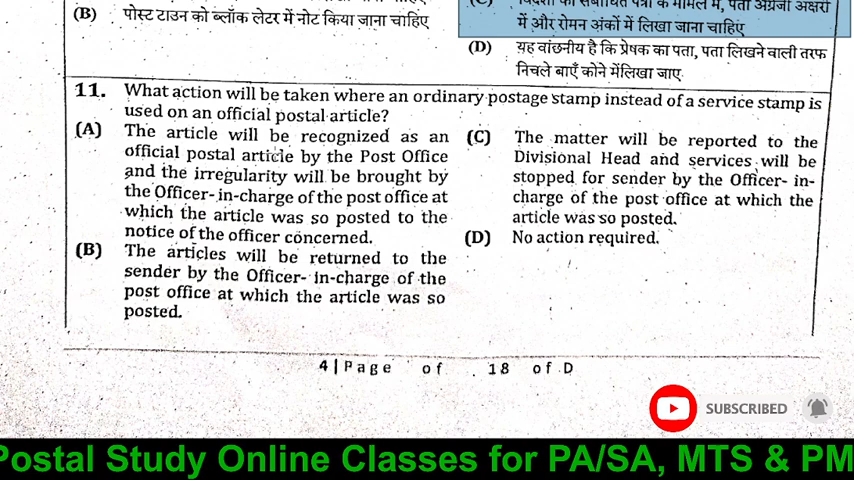 (B) पोस्ट टाउन को ब्लॉक लेटर में नोट किया जाना चाहिए
(C) विदेशों को संबोधित पत्रों के मामले में, पता अंग्रेजी अक्षरों
में और रोमन अंकों में लिखा जाना चाहिए
(D) यह वांछनीय है कि प्रेषक का पता, पता लिखने वाली तरफ
निचले बाएँ कोने मेंलिखा जाए.
11. What action will be taken where an ordinary postage stamp instead of a service stamp is
used on an official postal article?
(A) The article will be recognized as an
official postal article by the Post Office
and the irregularity will be brought by
the Officer- in-charge of the post office at
which the article was so posted to the
notice of the officer concerned.
(B) The articles will be returned to the
sender by the Officer- in-charge of the
post office at which the article was so
posted.
(C) The matter will be reported to the
Divisional Head and services will be
stopped for sender by the Officer- in-
charge of the post office at which the
article was so posted.
(D) No action required.
4|Page of 18 of D
SUBSCRIBED
Postal Study Online Classes for PA/SA, MTS & PM